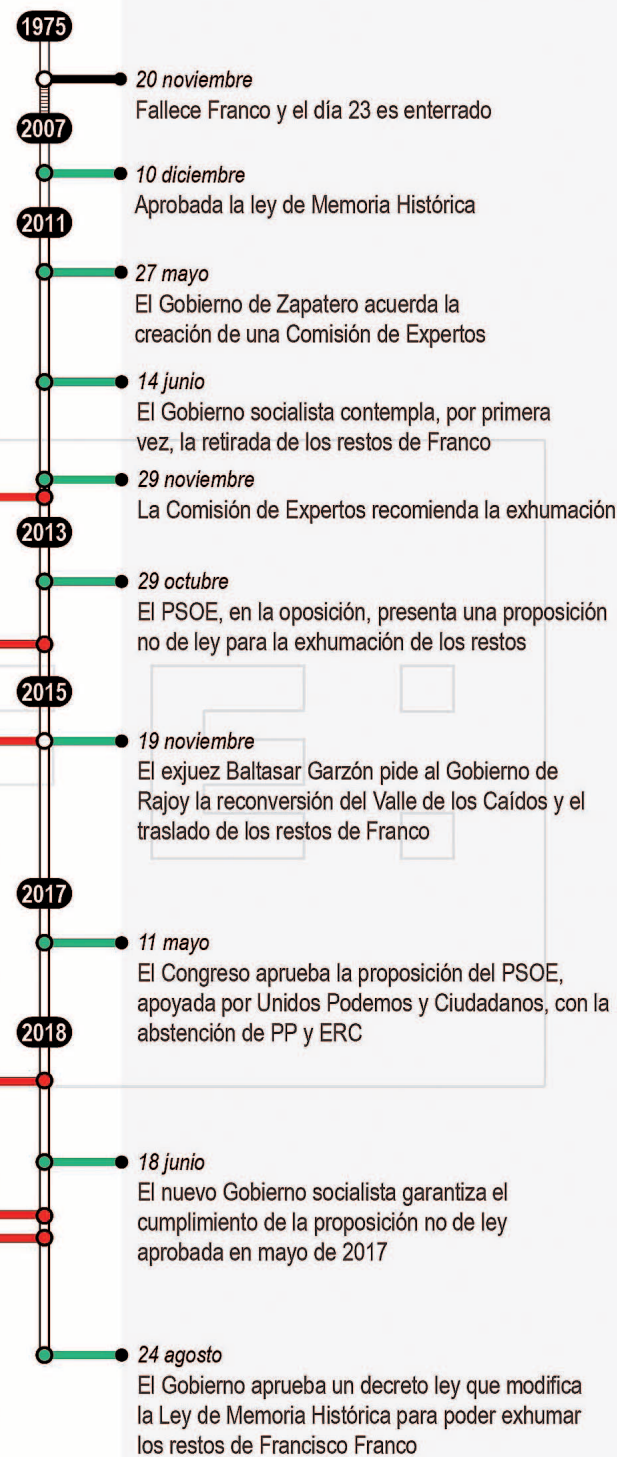 1975
20 noviembre
Fallece Franco y el día 23 es enterrado
2007
10 diciembre
Aprobada la ley de Memoria Histórica
2011
27 mayo
El Gobierno de Zapatero acuerda la
creación de una Comisión de Expertos
14 junio
El Gobierno socialista contempla, por primera
vez, la retirada de los restos de Franco
29 noviembre
La Comisión de Expertos recomienda la exhumación
2013
29 octubre
El PSOE, en la oposición, presenta una proposición
no de ley para la exhumación de los restos
2015
19 noviembre
El exjuez Baltasar Garzón pide al Gobierno de
Rajoy la reconversión del Valle de los Caídos y el
traslado de los restos de Franco
2017
11 mayo
El Congreso aprueba la proposición del PSOE,
apoyada por Unidos Podemos y Ciudadanos, con la
abstención de PP y ERC
2018
18 junio
El nuevo Gobierno socialista garantiza el
cumplimiento de la proposición no de ley
aprobada en mayo de 2017
24 agosto
El Gobierno aprueba un decreto ley que modifica
la Ley de Memoria Histórica para poder exhumar
los restos de Francisco Franco